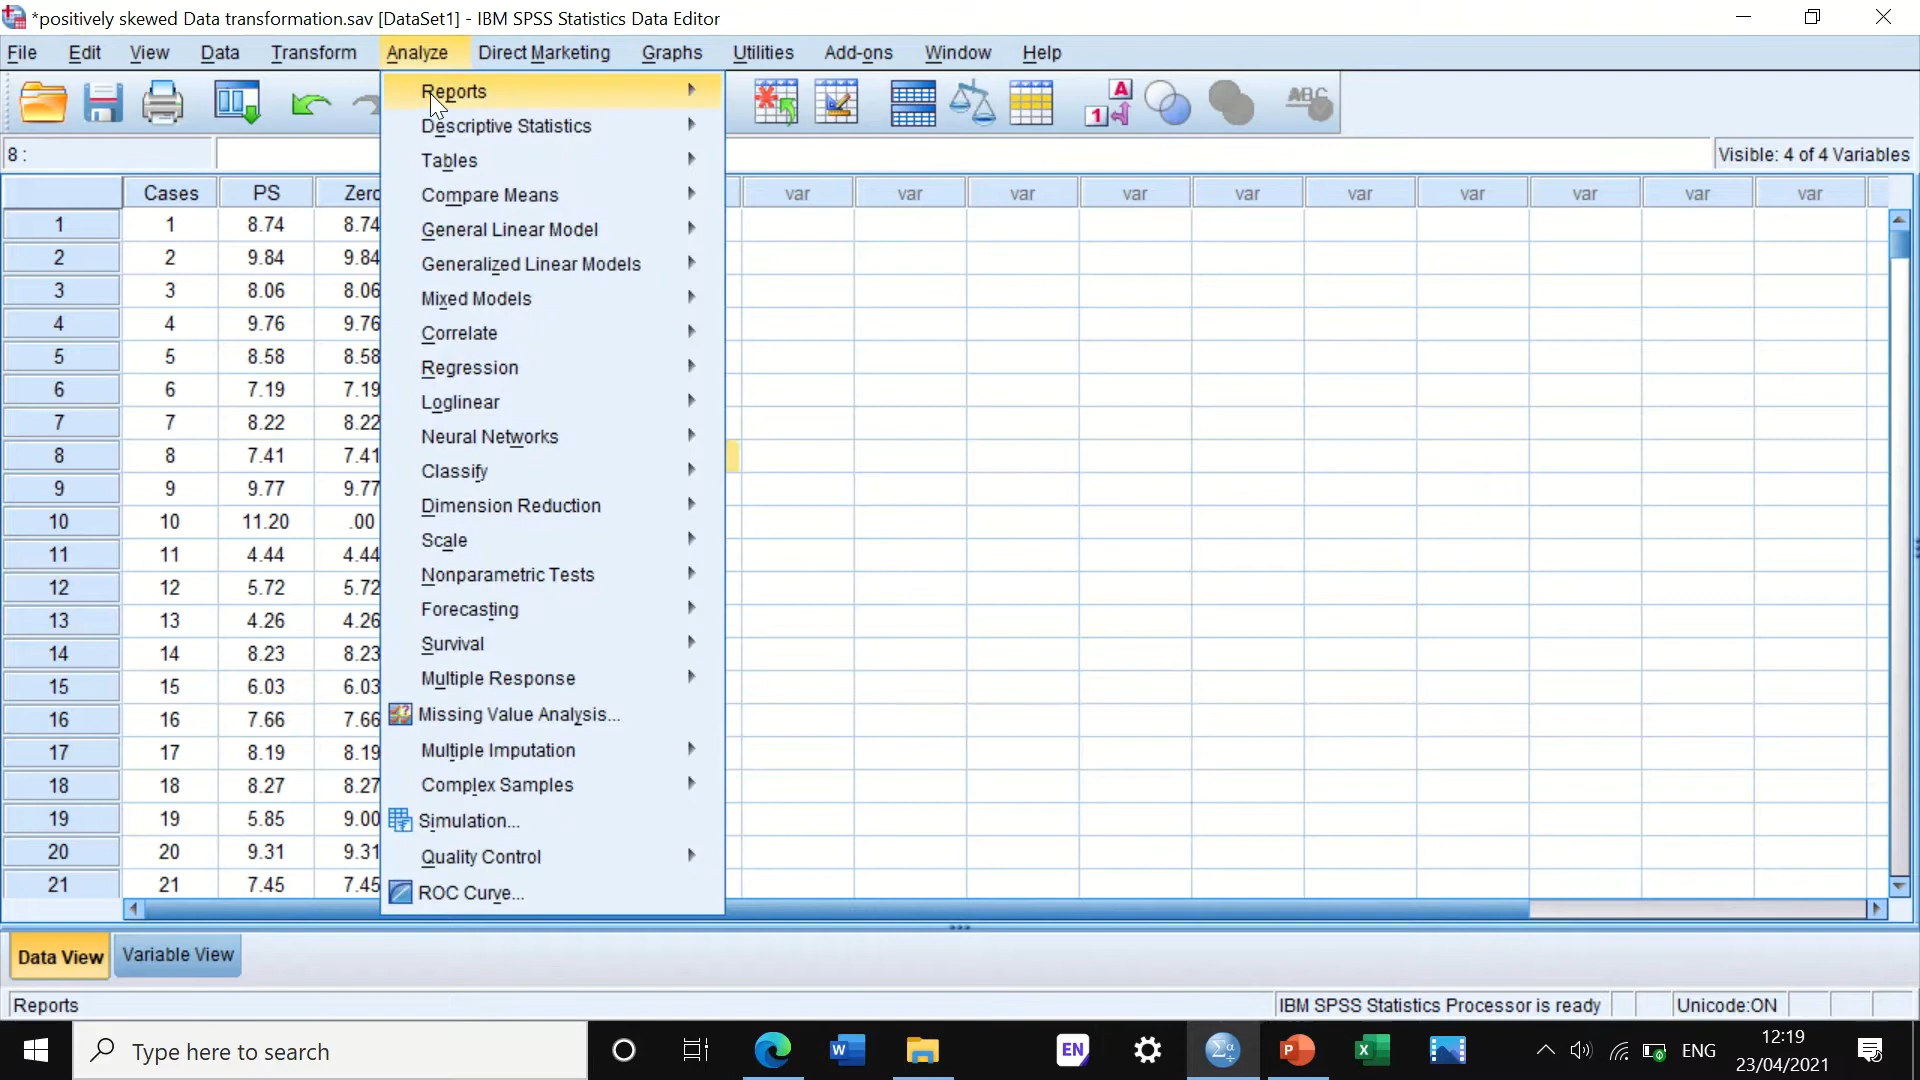 *positively skewed Data transformation.sav [DataSet1] - IBM SPSS Statistics Data Editor
File Edit View Data Transform Analyze Direct Marketing Graphs Utilities Add-ons Window Help
A
1
ABC
8 :
Visible: 4 of 4 Variables
Cases PS Zero var var var var var var var var var var
1 1 8.74 8.74
2 2 9.84 9.84
3 3 8.06 8.06
4 4 9.76 9.76
5 5 8.58 8.58
6 6 7.19 7.19
7 7 8.22 8.22
8 8 7.41 7.41
9 9 9.77 9.77
10 10 11.20 .00
11 11 4.44 4.44
12 12 5.72 5.72
13 13 4.26 4.26
14 14 8.23 8.23
15 15 6.03 6.03
16 16 7.66 7.66
17 17 8.19 8.19
18 18 8.27 8.27
19 19 5.85 9.00
20 20 9.31 9.31
21 21 7.45 7.45
Reports
Descriptive Statistics
Tables
Compare Means
General Linear Model
Generalized Linear Models
Mixed Models
Correlate
Regression
Loglinear
Neural Networks
Classify
Dimension Reduction
Scale
Nonparametric Tests
Forecasting
Survival
Multiple Response
Missing Value Analysis...
Multiple Imputation
Complex Samples
Simulation...
Quality Control
ROC Curve...
Data View Variable View
Reports IBM SPSS Statistics Processor is ready Unicode:ON
Type here to search
W
EN
Σα
P
X
ENG
12:19
23/04/2021